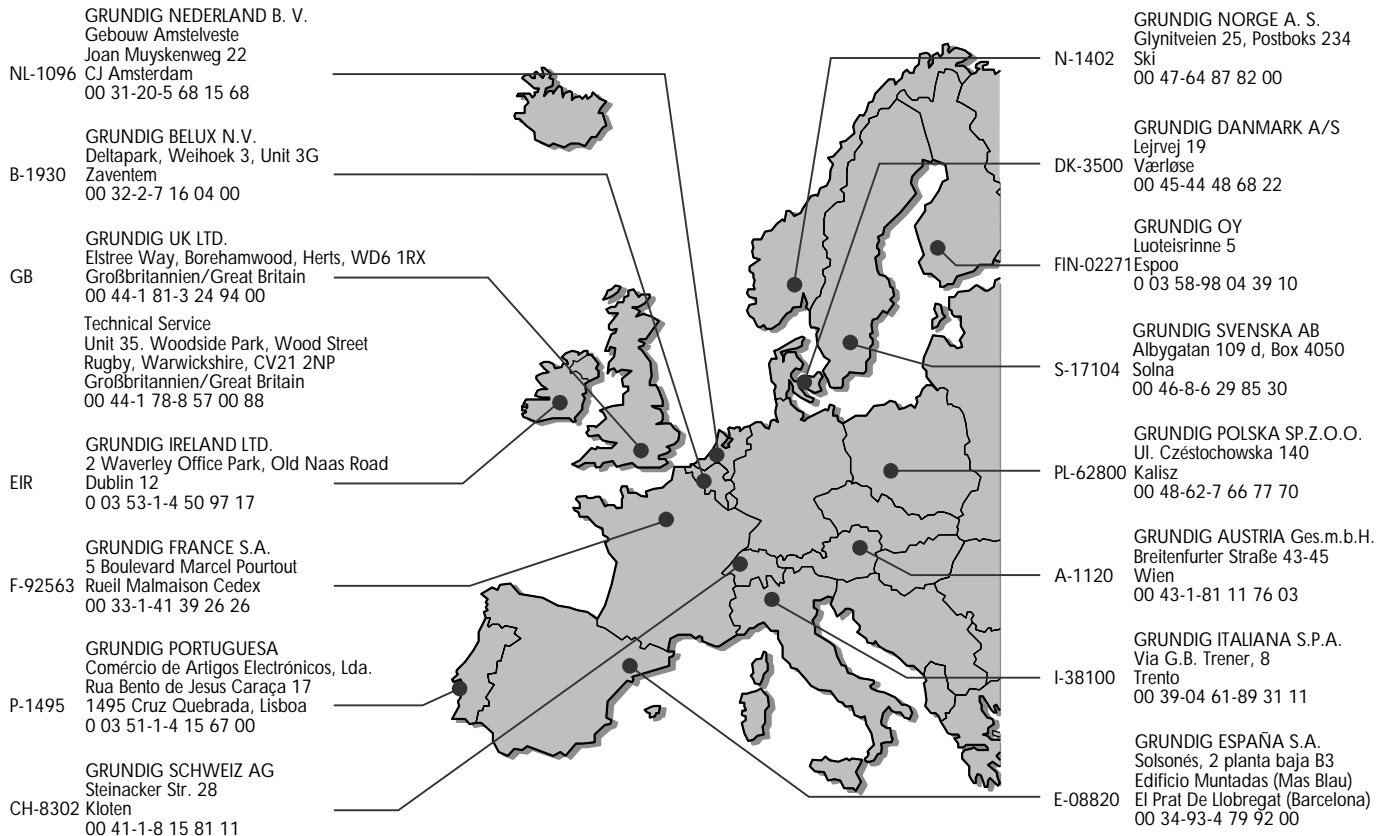 GRUNDIG NEDERLAND B. V.
Gebouw Amstelveste
Joan Muyskenweg 22
NL-1096 CJ Amsterdam
00 31-20-5 68 15 68
GRUNDIG BELUX N.V.
Deltapark, Weihoek 3, Unit 3G
B-1930 Zaventem
00 32-2-7 16 04 00
GRUNDIG UK LTD.
Elstree Way, Borehamwood, Herts, WD6 1RX
GB Großbritannien/Great Britain
00 44-1 81-3 24 94 00
Technical Service
Unit 35. Woodside Park, Wood Street
Rugby, Warwickshire, CV21 2NP
Großbritannien/Great Britain
00 44-1 78-8 57 00 88
GRUNDIG IRELAND LTD.
2 Waverley Office Park, Old Naas Road
EIR Dublin 12
0 03 53-1-4 50 97 17
GRUNDIG FRANCE S.A.
5 Boulevard Marcel Pourtout
F-92563 Rueil Malmaison Cedex
00 33-1-41 39 26 26
GRUNDIG PORTUGUESA
Comércio de Artigos Electrónicos, Lda.
Rua Bento de Jesus Caraça 17
P-1495 1495 Cruz Quebrada, Lisboa
0 03 51-1-4 15 67 00
GRUNDIG SCHWEIZ AG
Steinacker Str. 28
CH-8302 Kloten
00 41-1-8 15 81 11
GRUNDIG NORGE A. S.
Glynitveien 25, Postboks 234
N-1402 Ski
00 47-64 87 82 00
GRUNDIG DANMARK A/S
Lejrvej 19
DK-3500 Værløse
00 45-44 48 68 22
GRUNDIG OY
Luoteisrinne 5
FIN-02271 Espoo
0 03 58-98 04 39 10
GRUNDIG SVENSKA AB
Albygatan 109 d, Box 4050
S-17104 Solna
00 46-8-6 29 85 30
GRUNDIG POLSKA SP.Z.O.O.
Ul. Czéstochowska 140
PL-62800 Kalisz
00 48-62-7 66 77 70
GRUNDIG AUSTRIA Ges.m.b.H.
Breitenfurter Straße 43-45
A-1120 Wien
00 43-1-81 11 76 03
GRUNDIG ITALIANA S.P.A.
Via G.B. Trener, 8
I-38100 Trento
00 39-04 61-89 31 11
GRUNDIG ESPAÑA S.A.
Solsonés, 2 planta baja B3
Edificio Muntadas (Mas Blau)
E-08820 El Prat De Llobregat (Barcelona)
00 34-93-4 79 92 00